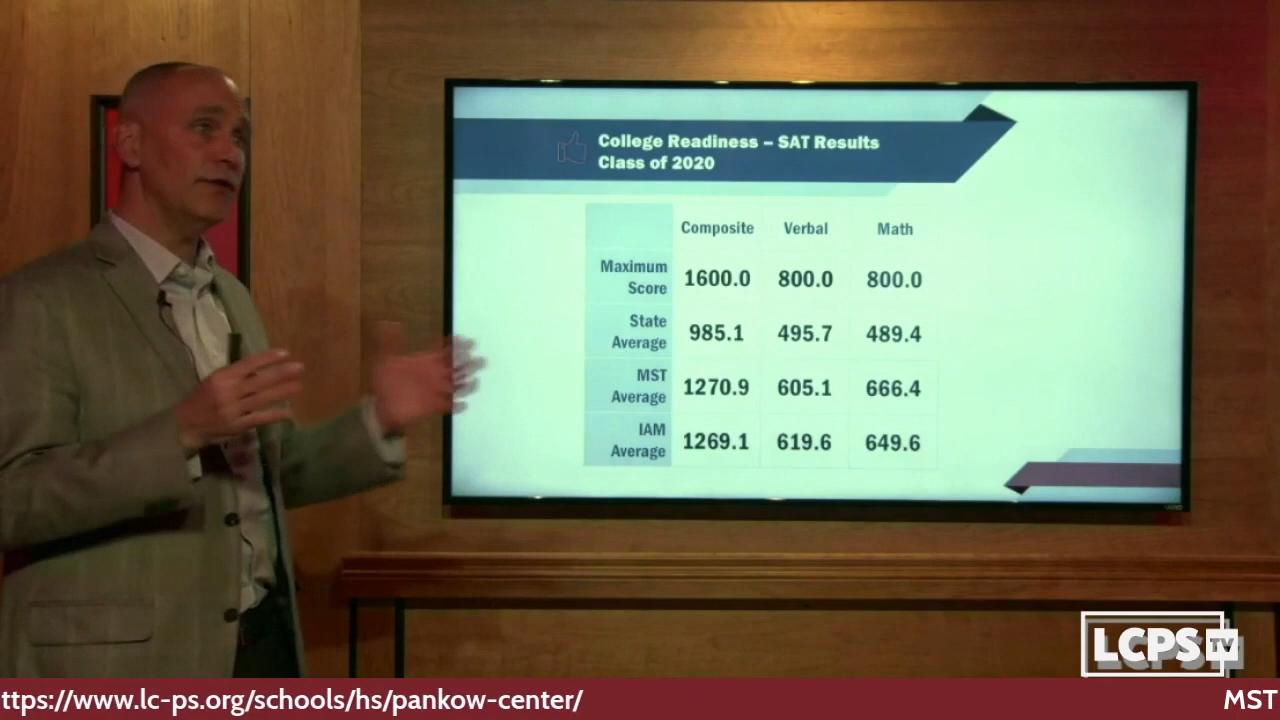 College Readiness – SAT Results
Class of 2020
Composite Verbal Math
Maximum Score 1600.0 800.0 800.0
State Average 985.1 495.7 489.4
MST Average 1270.9 605.1 666.4
IAM Average 1269.1 619.6 649.6
LCPS TV
ttps://www.lc-ps.org/schools/hs/pankow-center/ MST